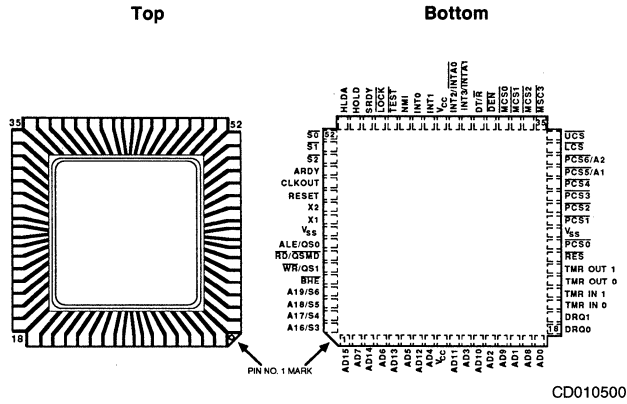 Top
Bottom
HLDA
HOLD
SRDY
LOCK
TEST
NMI
INT0
INT1
VCC
INT2/INTA0
INT3/INTA1
DT/R
DEN
MCS0
MCS1
MCS2
MSC3
35
52
52
35
S0
S1
S2
ARDY
CLKOUT
RESET
X2
X1
VSS
ALE/QS0
RD/QSMD
WR/QS1
BHE
A19/S6
A18/S5
A17/S4
A16/S3
UCS
LCS
PCS6/A2
PCS5/A1
PCS4
PCS3
PCS2
PCS1
VSS
PCS0
RES
TMR OUT 1
TMR OUT 0
TMR IN 1
TMR IN 0
DRQ1
DRQ0
18
1
18
PIN NO. 1 MARK
AD15
AD7
AD14
AD6
AD13
AD5
AD12
AD4
VCC
AD11
AD3
AD10
AD2
AD9
AD1
AD8
AD0
CD010500